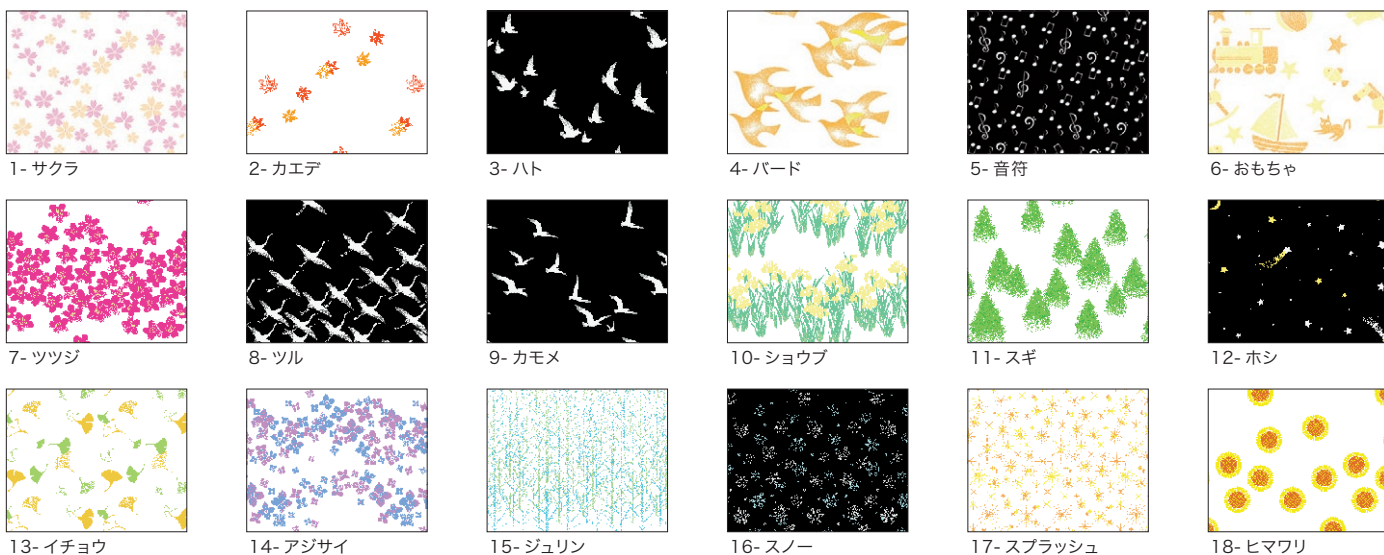 1- サクラ
2- カエデ
3- ハト
4- バード
5- 音符
6- おもちゃ
7- ツツジ
8- ツル
9- カモメ
10- ショウブ
11- スギ
12- ホシ
13- イチョウ
14- アジサイ
15- ジュリン
16- スノー
17- スプラッシュ
18- ヒマワリ